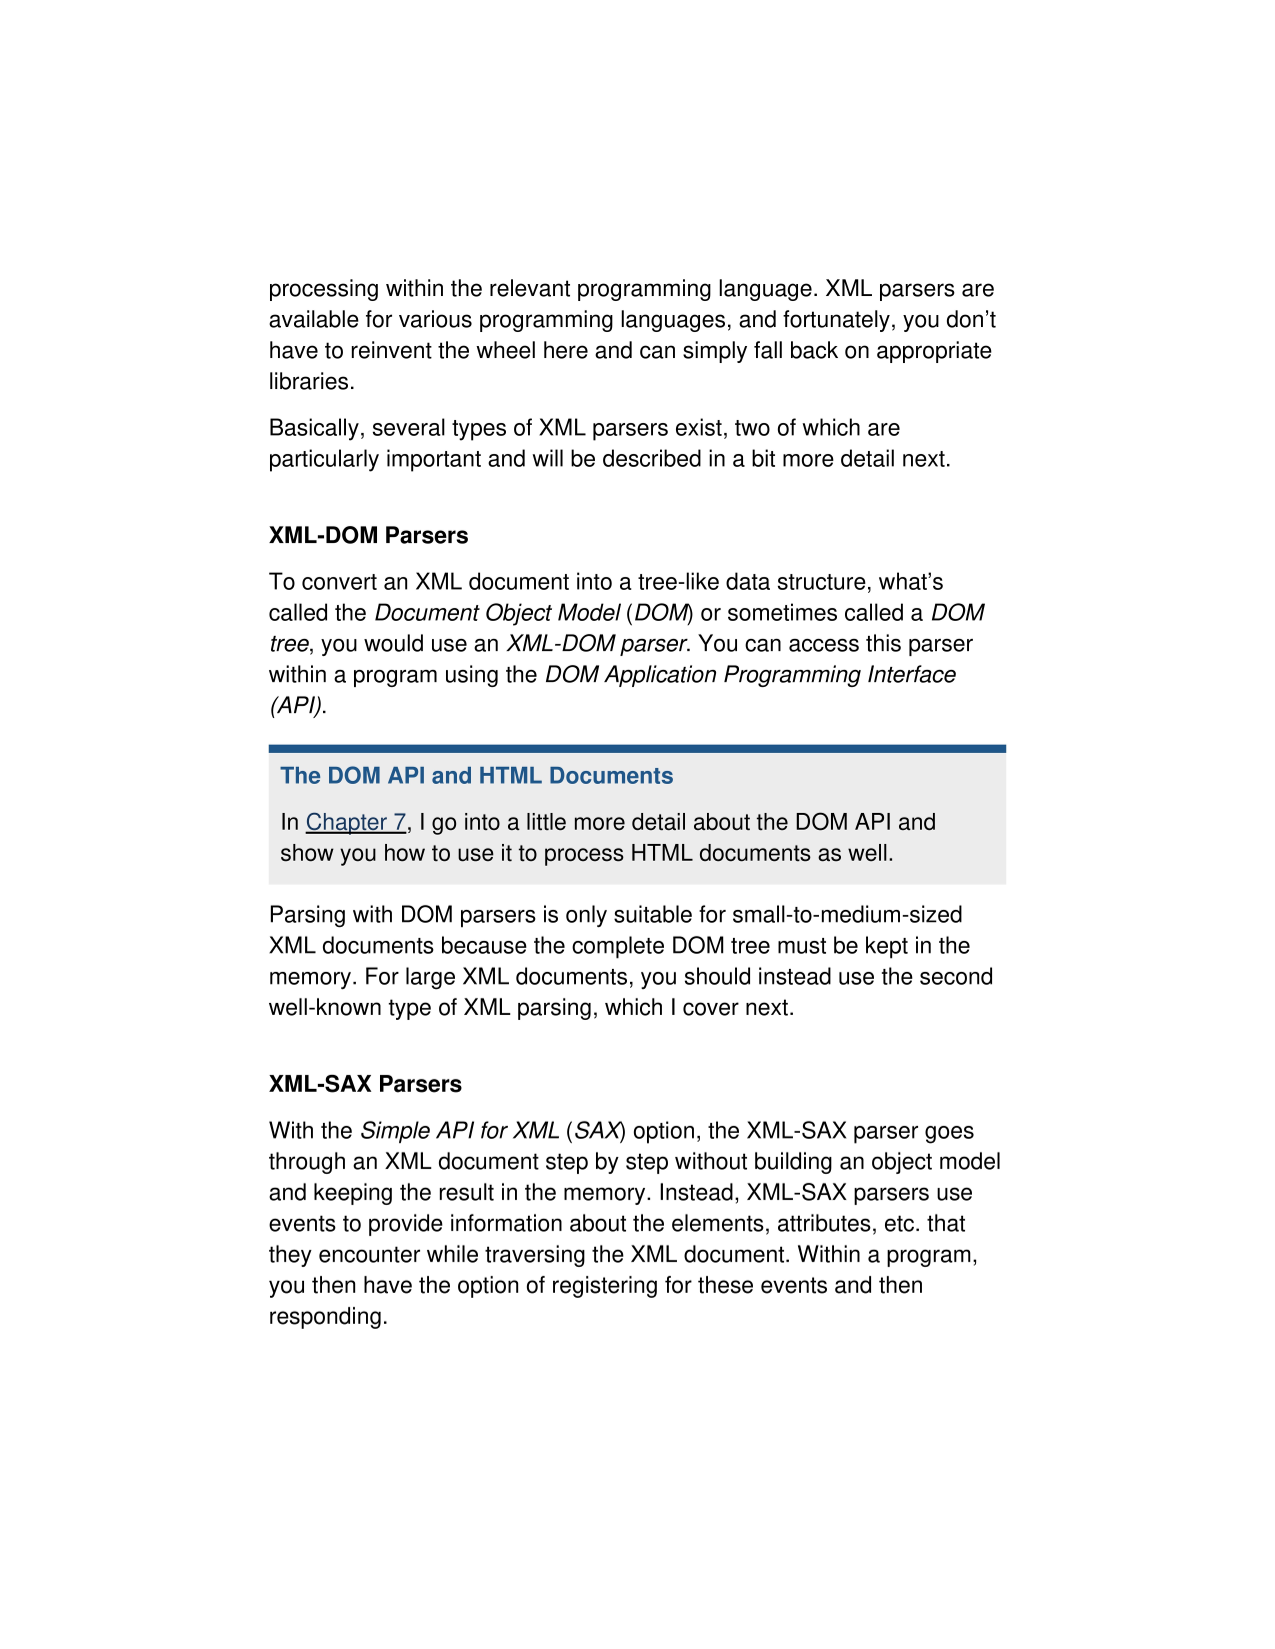 processing within the relevant programming language. XML parsers are
available for various programming languages, and fortunately, you don’t
have to reinvent the wheel here and can simply fall back on appropriate
libraries.
Basically, several types of XML parsers exist, two of which are
particularly important and will be described in a bit more detail next.
XML-DOM Parsers
To convert an XML document into a tree-like data structure, what’s
called the Document Object Model (DOM) or sometimes called a DOM
tree, you would use an XML-DOM parser. You can access this parser
within a program using the DOM Application Programming Interface
(API).
The DOM API and HTML Documents
In Chapter 7, I go into a little more detail about the DOM API and
show you how to use it to process HTML documents as well.
Parsing with DOM parsers is only suitable for small-to-medium-sized
XML documents because the complete DOM tree must be kept in the
memory. For large XML documents, you should instead use the second
well-known type of XML parsing, which I cover next.
XML-SAX Parsers
With the Simple API for XML (SAX) option, the XML-SAX parser goes
through an XML document step by step without building an object model
and keeping the result in the memory. Instead, XML-SAX parsers use
events to provide information about the elements, attributes, etc. that
they encounter while traversing the XML document. Within a program,
you then have the option of registering for these events and then
responding.